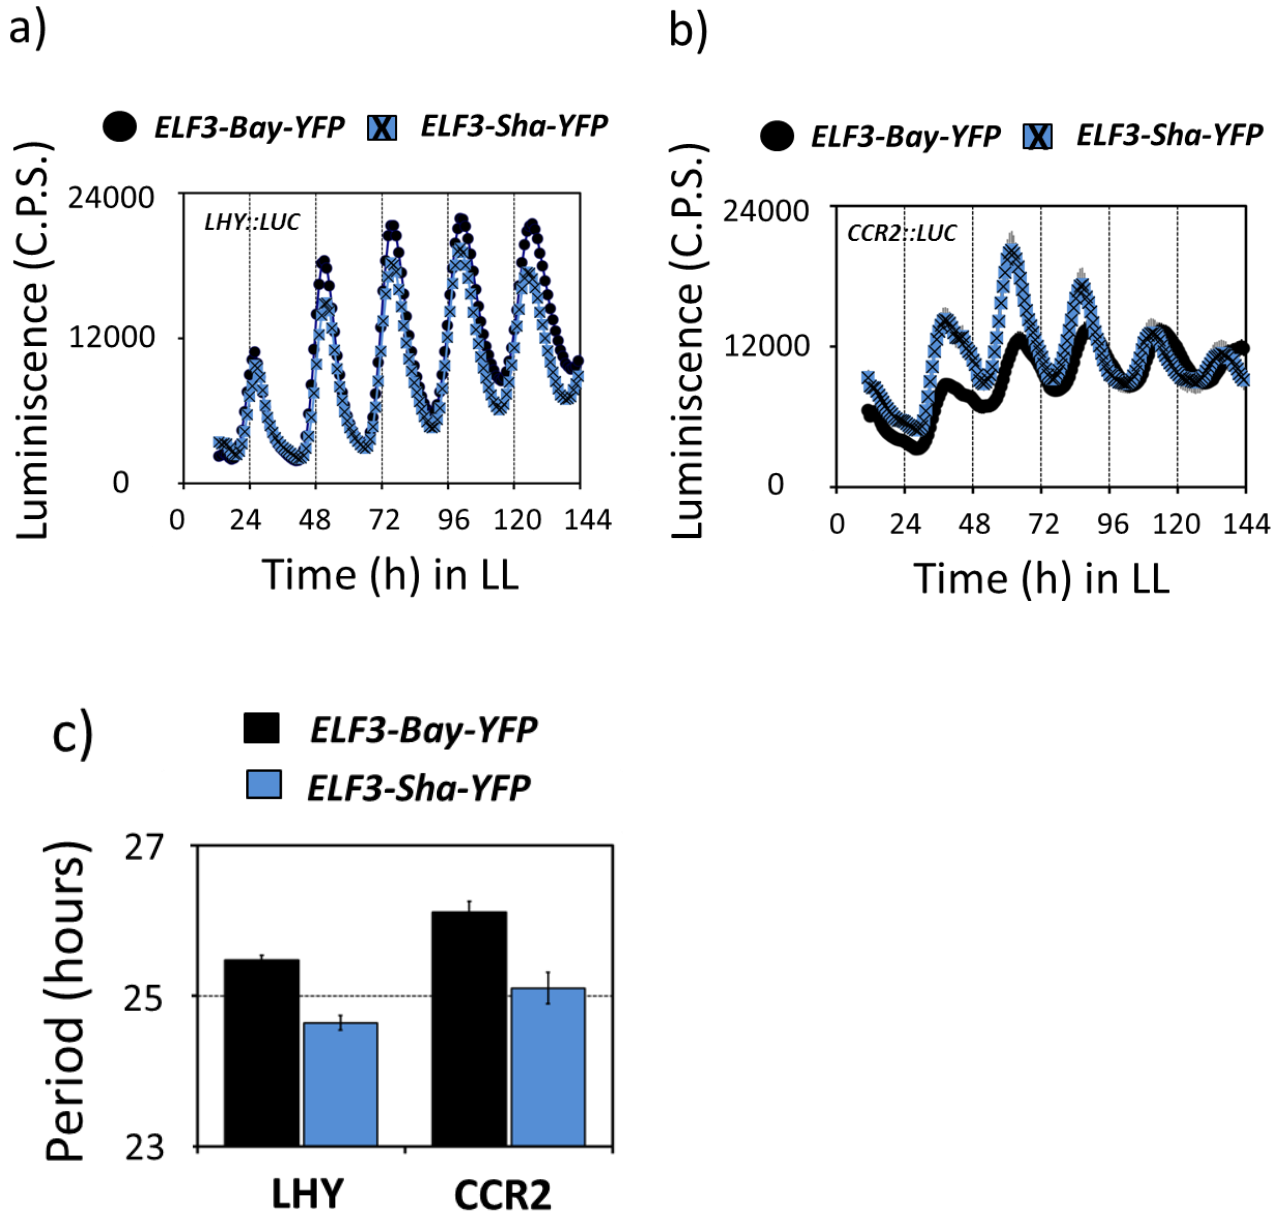 a)
ELF3-Bay-YFP ELF3-Sha-YFP
Luminiscence (C.P.S.)
24000
12000
0
LHY::LUC
0 24 48 72 96 120 144
Time (h) in LL
b)
ELF3-Bay-YFP ELF3-Sha-YFP
Luminiscence (C.P.S.)
24000
12000
0
CCR2::LUC
0 24 48 72 96 120 144
Time (h) in LL
c)
ELF3-Bay-YFP
ELF3-Sha-YFP
Period (hours)
27
25
23
LHY CCR2